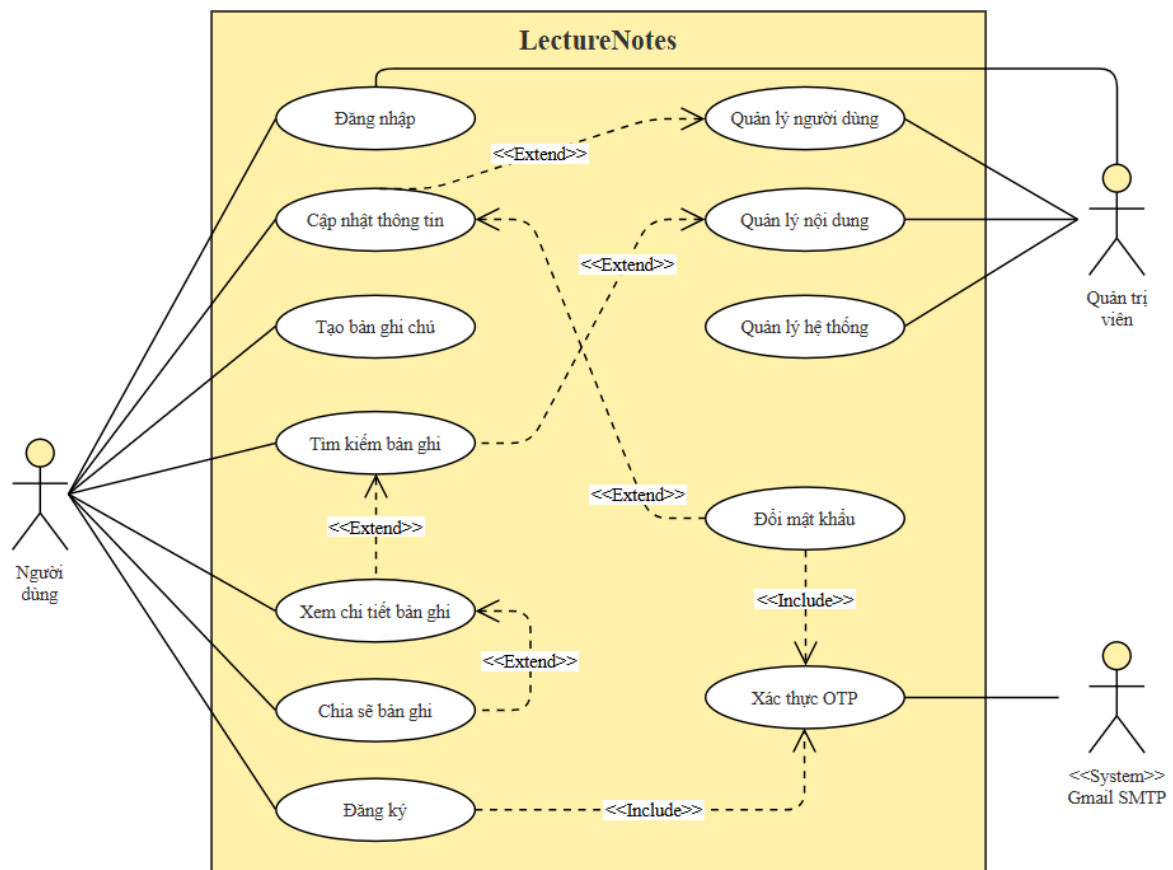 LectureNotes
Đăng nhập
Quản lý người dùng
<<Extend>>
Cập nhật thông tin
Quản lý nội dung
<<Extend>>
Quản trị
viên
Tạo bản ghi chú
Quản lý hệ thống
Tìm kiếm bản ghi
<<Extend>>
Đổi mật khẩu
<<Extend>>
Người
dùng
Xem chi tiết bản ghi
<<Include>>
<<Extend>>
Chia sẽ bản ghi
Xác thực OTP
<<System>>
Gmail SMTP
Đăng ký
<<Include>>